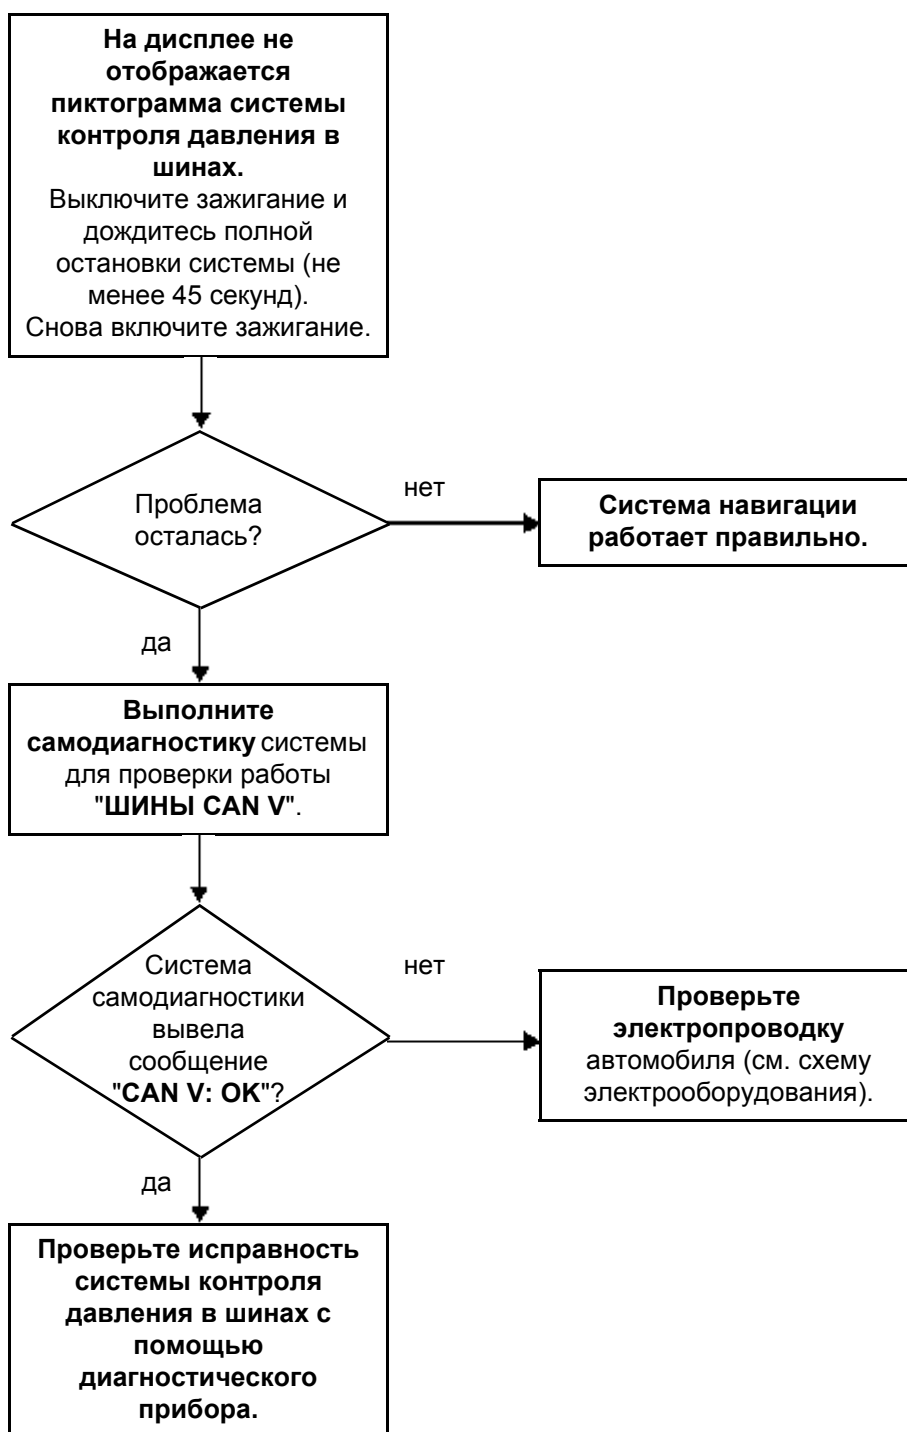 На дисплее не
отображается
пиктограмма системы
контроля давления в
шинах.
Выключите зажигание и
дождитесь полной
остановки системы (не
менее 45 секунд).
Снова включите зажигание.
Проблема
осталась?
нет
Система навигации
работает правильно.
да
Выполните
самодиагностику системы
для проверки работы
"ШИНЫ CAN V".
Система
самодиагностики
вывела
сообщение
"CAN V: OK"?
нет
Проверьте
электропроводку
автомобиля (см. схему
электрооборудования).
да
Проверьте исправность
системы контроля
давления в шинах с
помощью
диагностического
прибора.